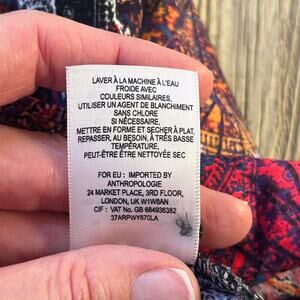 LAVER À LA MACHINE À L'EAU
FROIDE AVEC
COULEURS SIMILAIRES,
UTILISER UN AGENT DE BLANCHIMENT
SANS CHLORE
SI NÉCESSAIRE,
METTRE EN FORME ET SECHER À PLAT,
REPASSER, AU BESOIN, À TRÈS BASSE
TEMPÉRATURE,
PEUT-ÊTRE ÊTRE NETTOYÉE SEC
FOR EU : IMPORTED BY
ANTHROPOLOGIE
24 MARKET PLACE, 3RD FLOOR,
LONDON, UK W1W8AN
CIF : VAT No. GB 684936382
37ARPWY670LA